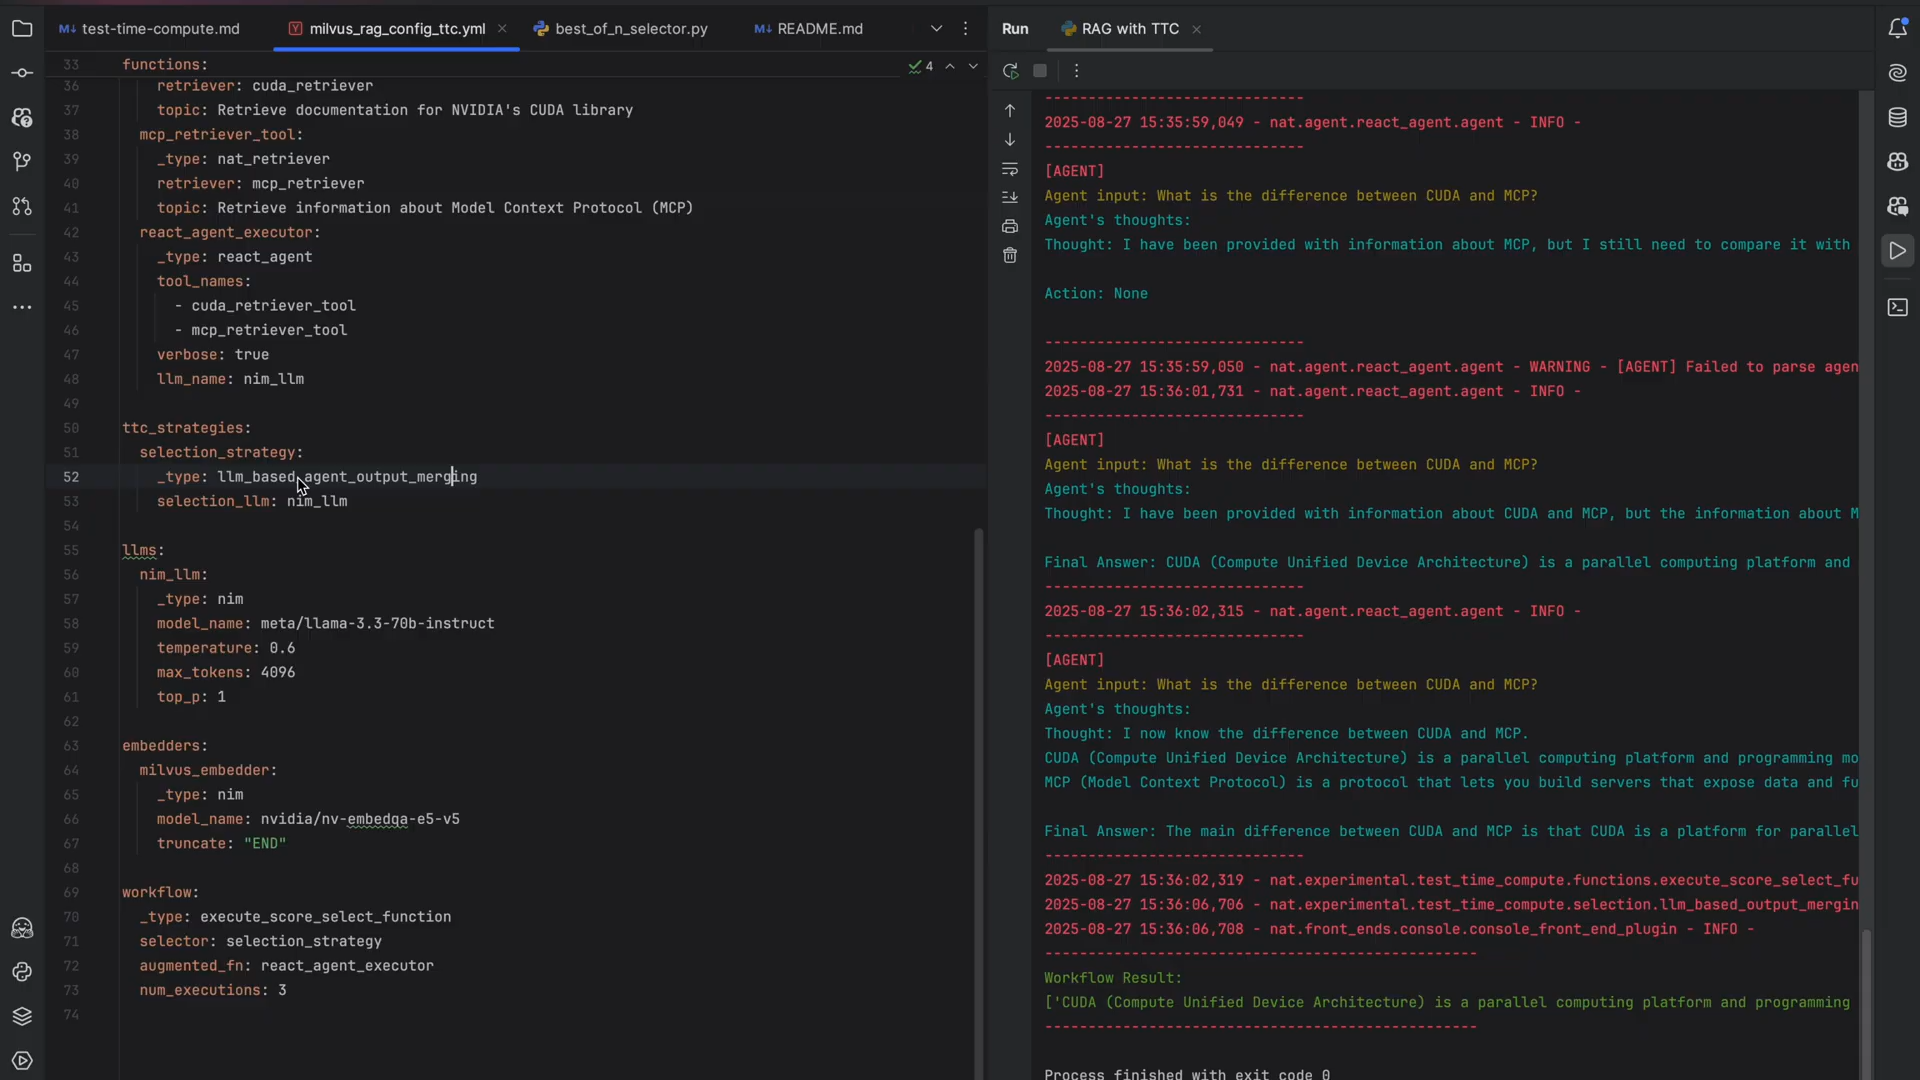 test-time-compute.md
milvus_rag_config_ttc.yml
best_of_n_selector.py
README.md
Run
RAG with TTC
4
33 functions:
36 retriever: cuda_retriever
37 topic: Retrieve documentation for NVIDIA's CUDA library
38 mcp_retriever_tool:
39 _type: nat_retriever
40 retriever: mcp_retriever
41 topic: Retrieve information about Model Context Protocol (MCP)
42 react_agent_executor:
43 _type: react_agent
44 tool_names:
45 - cuda_retriever_tool
46 - mcp_retriever_tool
47 verbose: true
48 llm_name: nim_llm
49
50 ttc_strategies:
51 selection_strategy:
52 _type: llm_based_agent_output_merging
53 selection_llm: nim_llm
54
55 llms:
56 nim_llm:
57 _type: nim
58 model_name: meta/llama-3.3-70b-instruct
59 temperature: 0.6
60 max_tokens: 4096
61 top_p: 1
62
63 embedders:
64 milvus_embedder:
65 _type: nim
66 model_name: nvidia/nv-embedqa-e5-v5
67 truncate: "END"
68
69 workflow:
70 _type: execute_score_select_function
71 selector: selection_strategy
72 augmented_fn: react_agent_executor
73 num_executions: 3
74
------------------------------
2025-08-27 15:35:59,049 - nat.agent.react_agent.agent - INFO -
------------------------------
[AGENT]
Agent input: What is the difference between CUDA and MCP?
Agent's thoughts:
Thought: I have been provided with information about MCP, but I still need to compare it with
Action: None
------------------------------
2025-08-27 15:35:59,050 - nat.agent.react_agent.agent - WARNING - [AGENT] Failed to parse agen
2025-08-27 15:36:01,731 - nat.agent.react_agent.agent - INFO -
------------------------------
[AGENT]
Agent input: What is the difference between CUDA and MCP?
Agent's thoughts:
Thought: I have been provided with information about CUDA and MCP, but the information about M
Final Answer: CUDA (Compute Unified Device Architecture) is a parallel computing platform and
------------------------------
2025-08-27 15:36:02,315 - nat.agent.react_agent.agent - INFO -
------------------------------
[AGENT]
Agent input: What is the difference between CUDA and MCP?
Agent's thoughts:
Thought: I now know the difference between CUDA and MCP.
CUDA (Compute Unified Device Architecture) is a parallel computing platform and programming mo
MCP (Model Context Protocol) is a protocol that lets you build servers that expose data and fu
Final Answer: The main difference between CUDA and MCP is that CUDA is a platform for parallel
------------------------------
2025-08-27 15:36:02,319 - nat.experimental.test_time_compute.functions.execute_score_select_fu
2025-08-27 15:36:06,706 - nat.experimental.test_time_compute.selection.llm_based_output_mergin
2025-08-27 15:36:06,708 - nat.front_ends.console.console_front_end_plugin - INFO -
--------------------------------------------------
Workflow Result:
['CUDA (Compute Unified Device Architecture) is a parallel computing platform and programming
--------------------------------------------------
Process finished with exit code 0